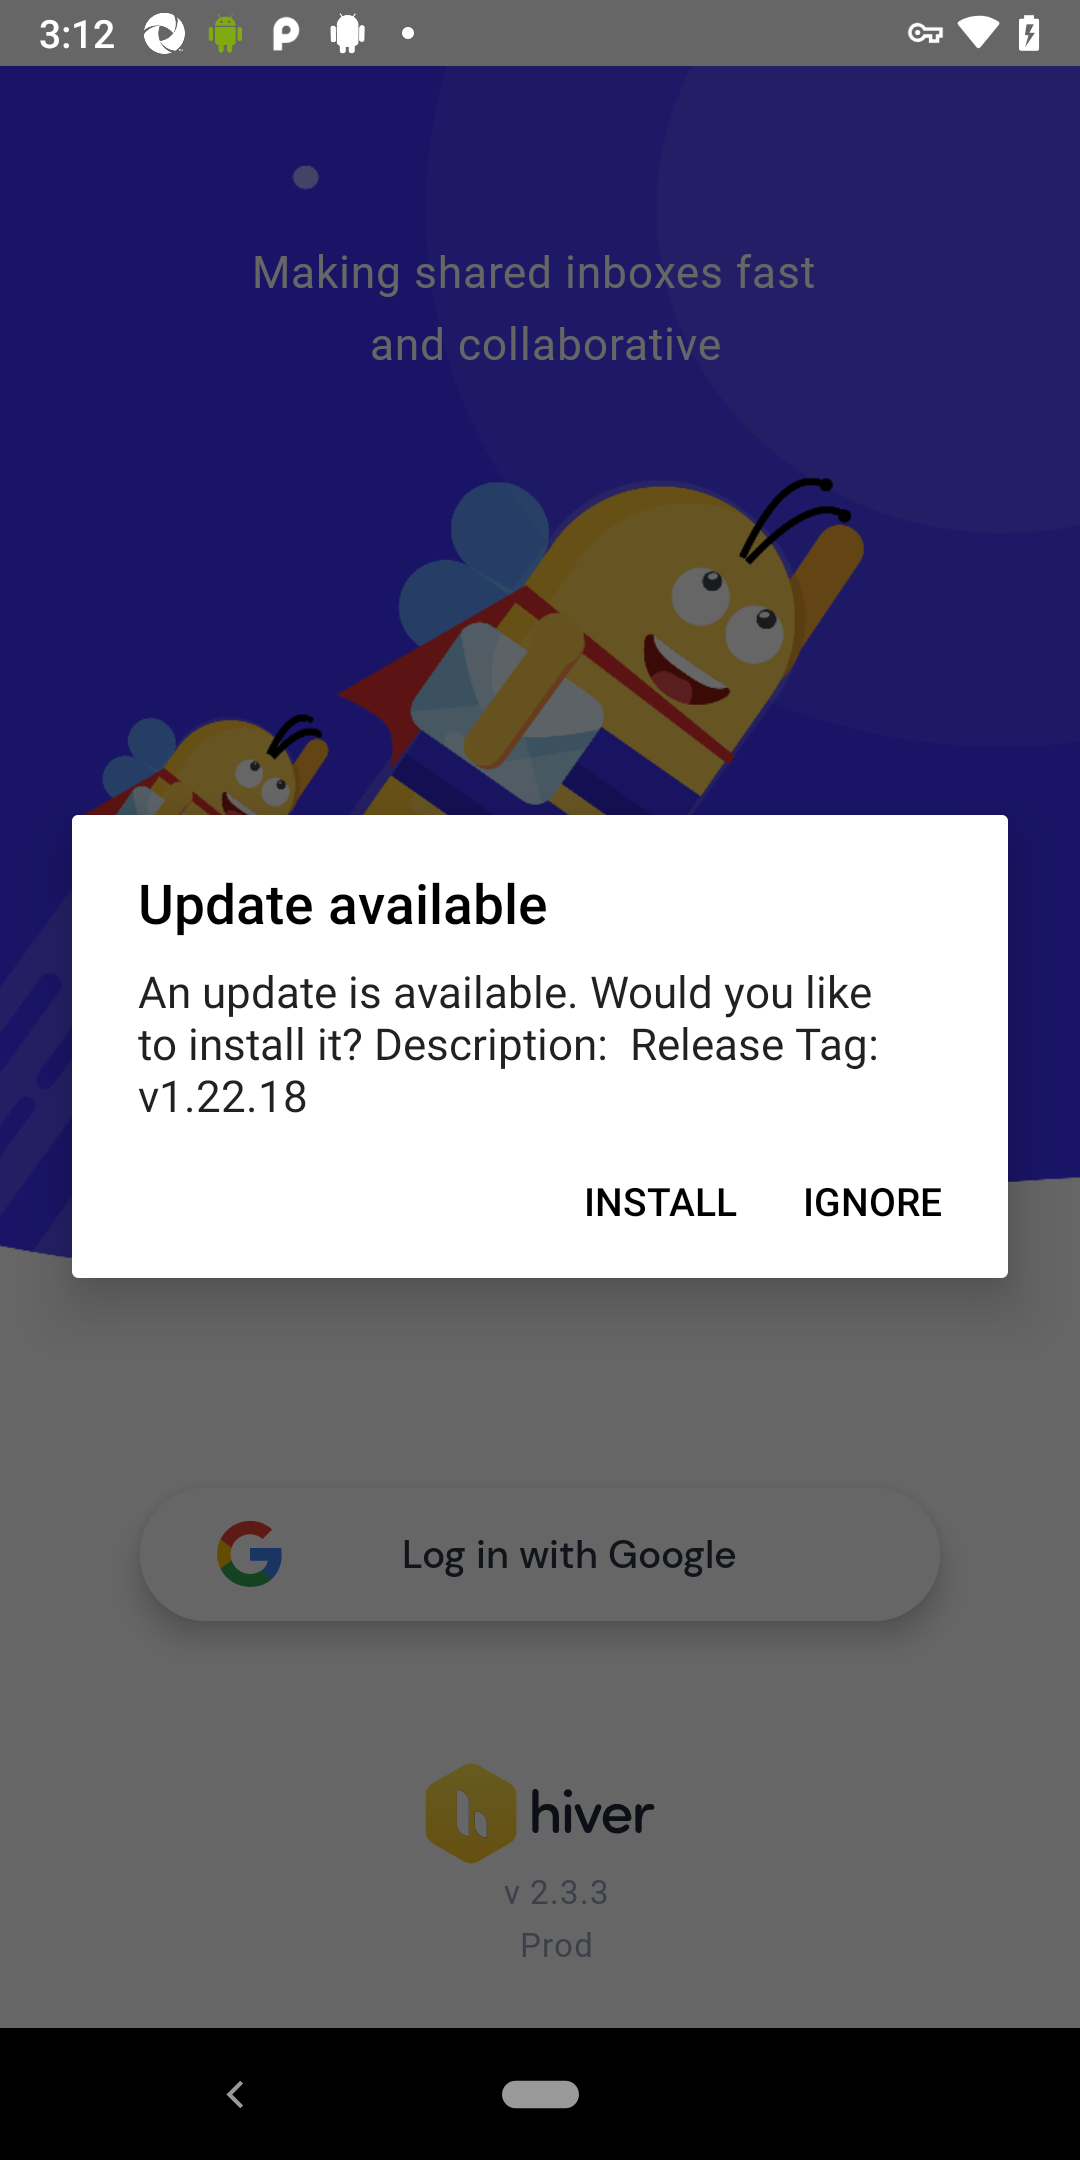 3:12
Making shared inboxes fast
and collaborative
Update available
An update is available. Would you like
to install it? Description:  Release Tag:
v1.22.18
INSTALL IGNORE
Log in with Google
hiver
v 2.3.3
Prod